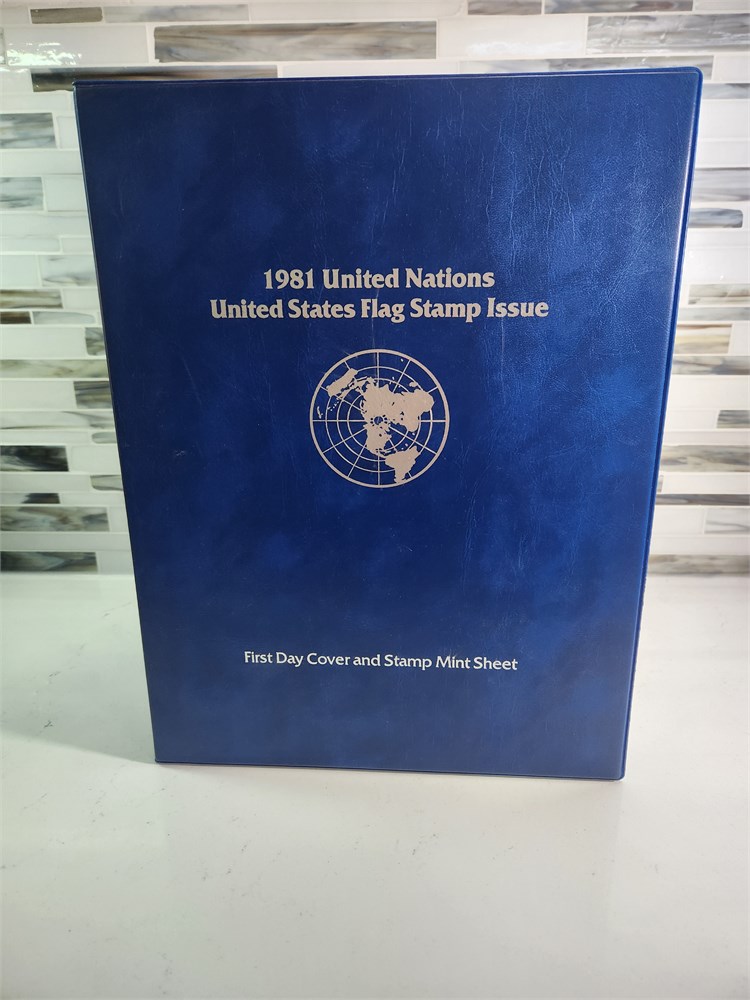 1981 United Nations
United States Flag Stamp Issue
First Day Cover and Stamp Mint Sheet